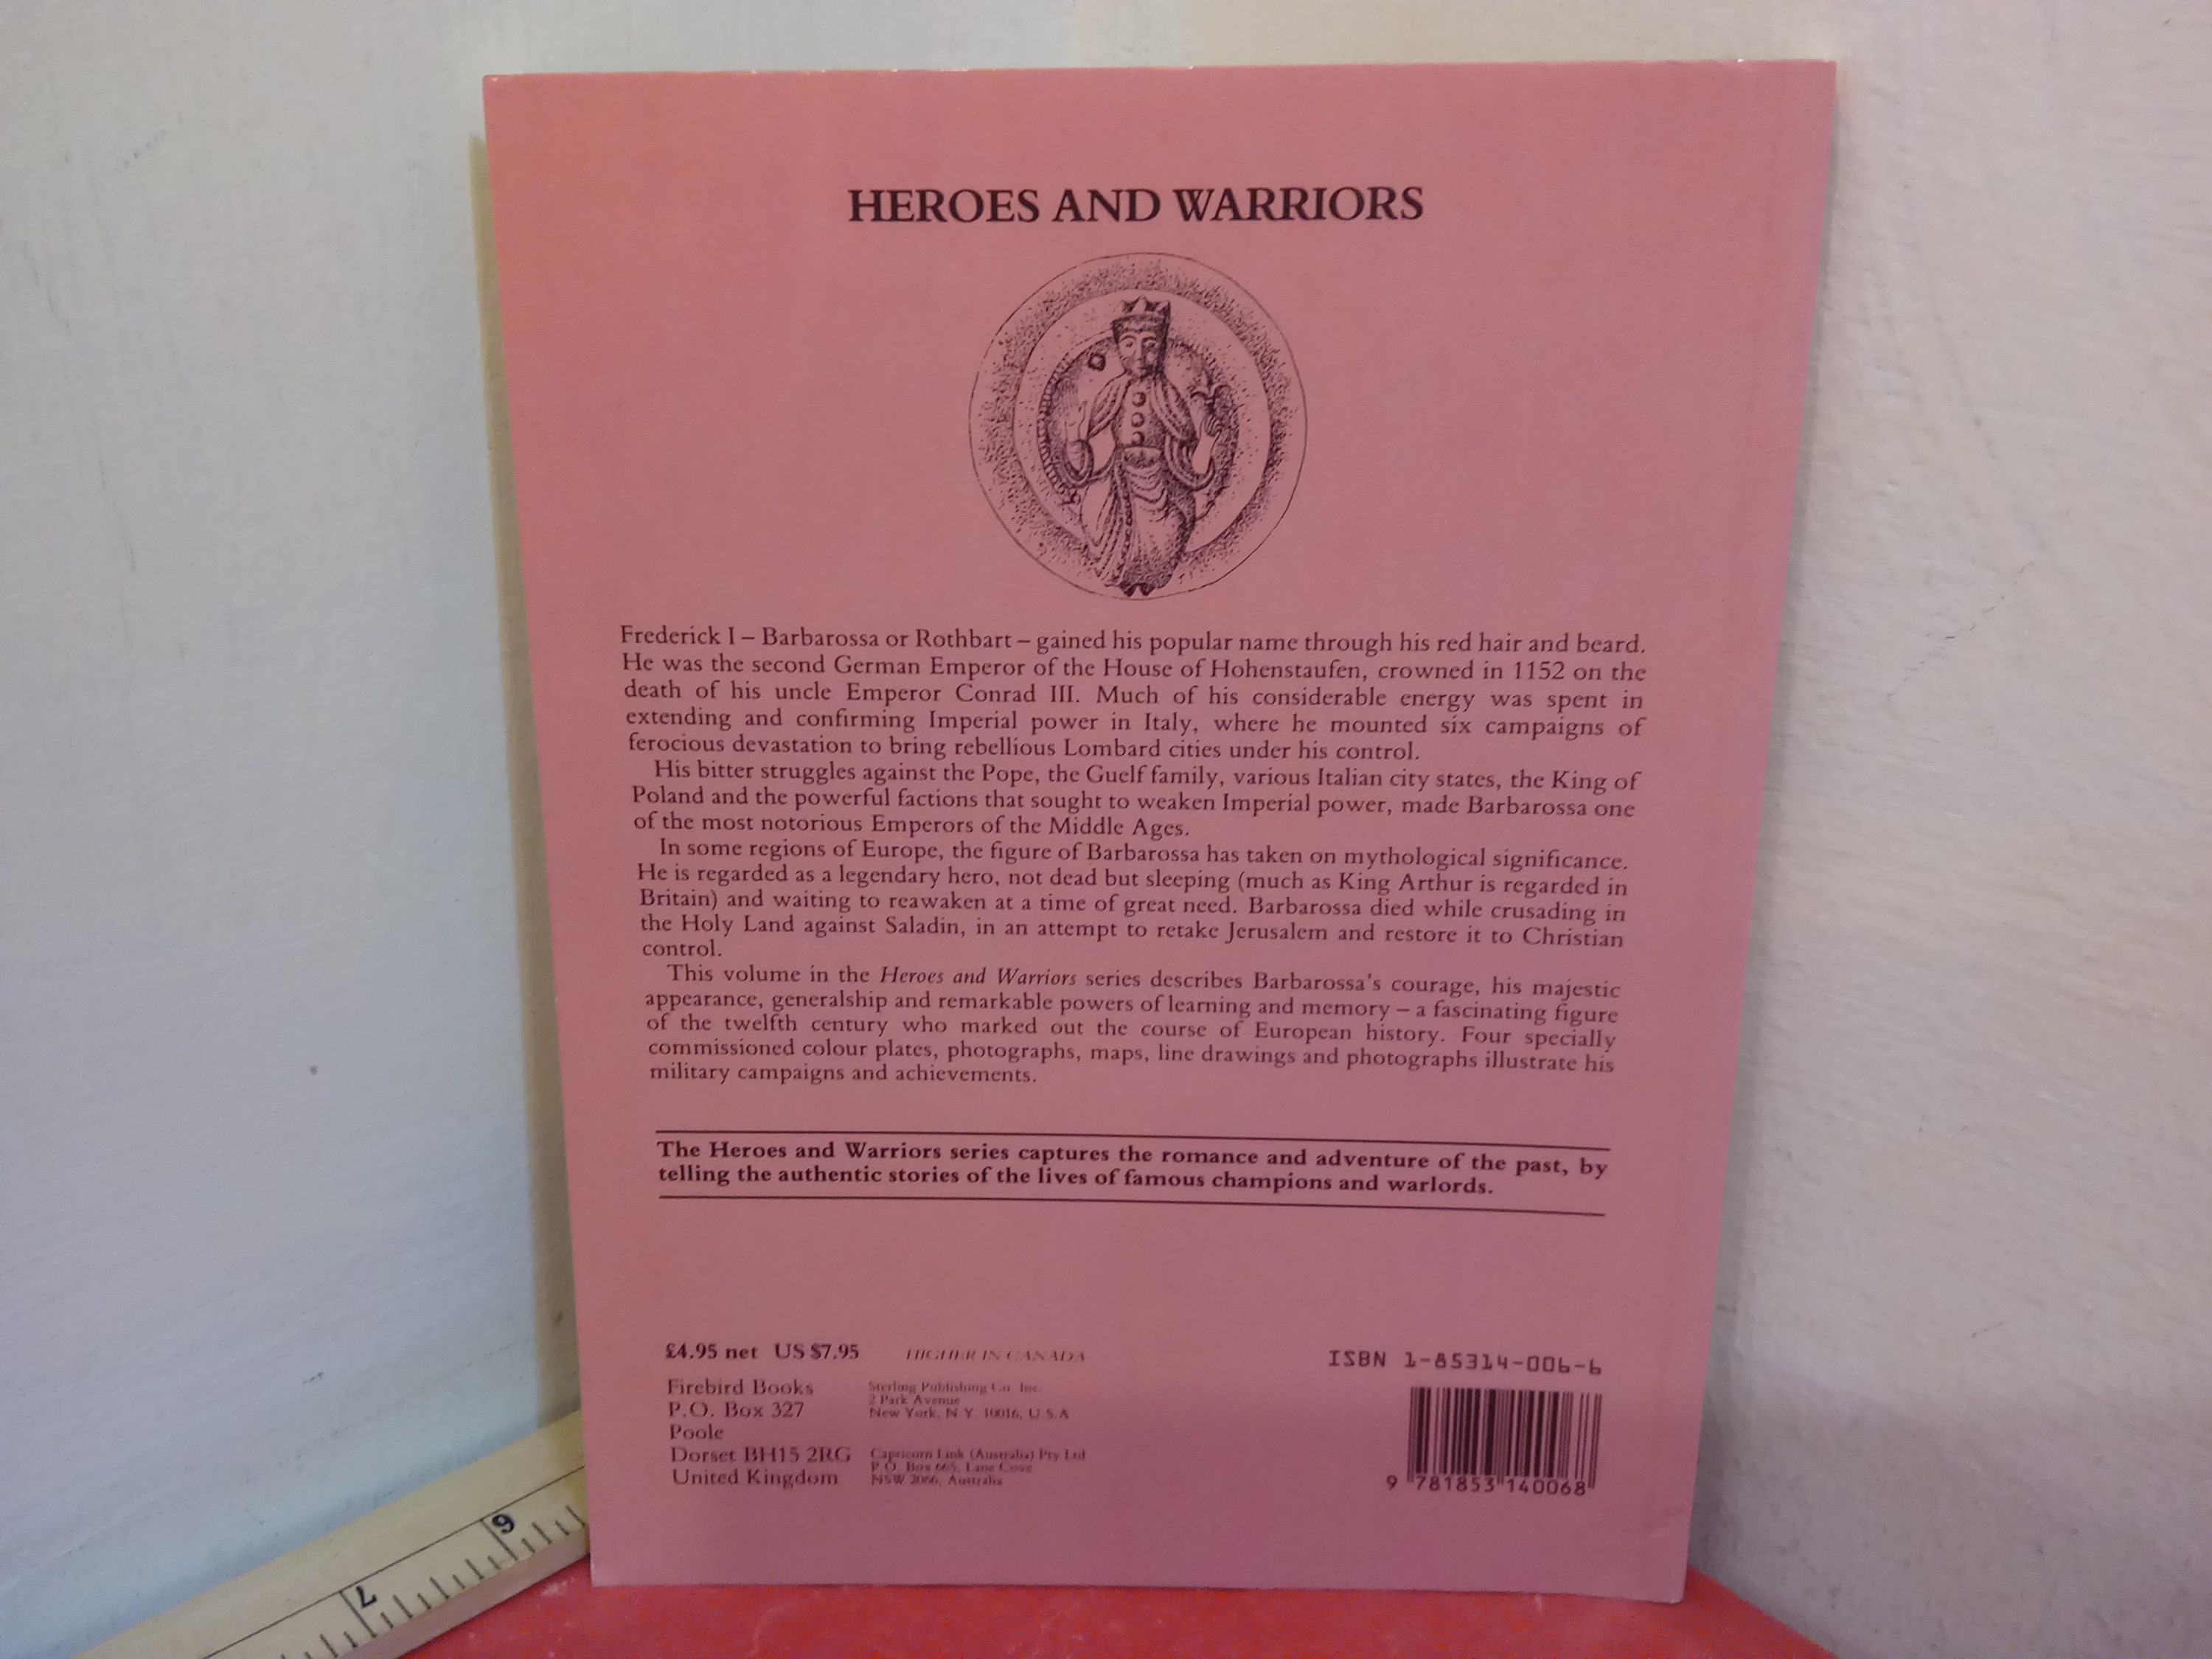 HEROES AND WARRIORS
Frederick I – Barbarossa or Rothbart – gained his popular name through his red hair and beard.
He was the second German Emperor of the House of Hohenstaufen, crowned in 1152 on the
death of his uncle Emperor Conrad III. Much of his considerable energy was spent in
extending and confirming Imperial power in Italy, where he mounted six campaigns of
ferocious devastation to bring rebellious Lombard cities under his control.
His bitter struggles against the Pope, the Guelf family, various Italian city states, the King of
Poland and the powerful factions that sought to weaken Imperial power, made Barbarossa one
of the most notorious Emperors of the Middle Ages.
In some regions of Europe, the figure of Barbarossa has taken on mythological significance.
He is regarded as a legendary hero, not dead but sleeping (much as King Arthur is regarded in
Britain) and waiting to reawaken at a time of great need. Barbarossa died while crusading in
the Holy Land against Saladin, in an attempt to retake Jerusalem and restore it to Christian
control.
This volume in the Heroes and Warriors series describes Barbarossa's courage, his majestic
appearance, generalship and remarkable powers of learning and memory – a fascinating figure
of the twelfth century who marked out the course of European history. Four specially
commissioned colour plates, photographs, maps, line drawings and photographs illustrate his
military campaigns and achievements.
The Heroes and Warriors series captures the romance and adventure of the past, by
telling the authentic stories of the lives of famous champions and warlords.
£4.95 net US $7.95 HIGHER IN CANADA
Firebird Books
P.O. Box 327
Poole
Dorset BH15 2RG
United Kingdom
Sterling Publishing Co. Inc.
2 Park Avenue
New York, N.Y. 10016, U.S.A
Capricorn Link (Australia) Pty Ltd
P.O. Box 665, Lane Cove
NSW 2066, Australia
ISBN 1-85314-006-6
9 781853 140068
6
7